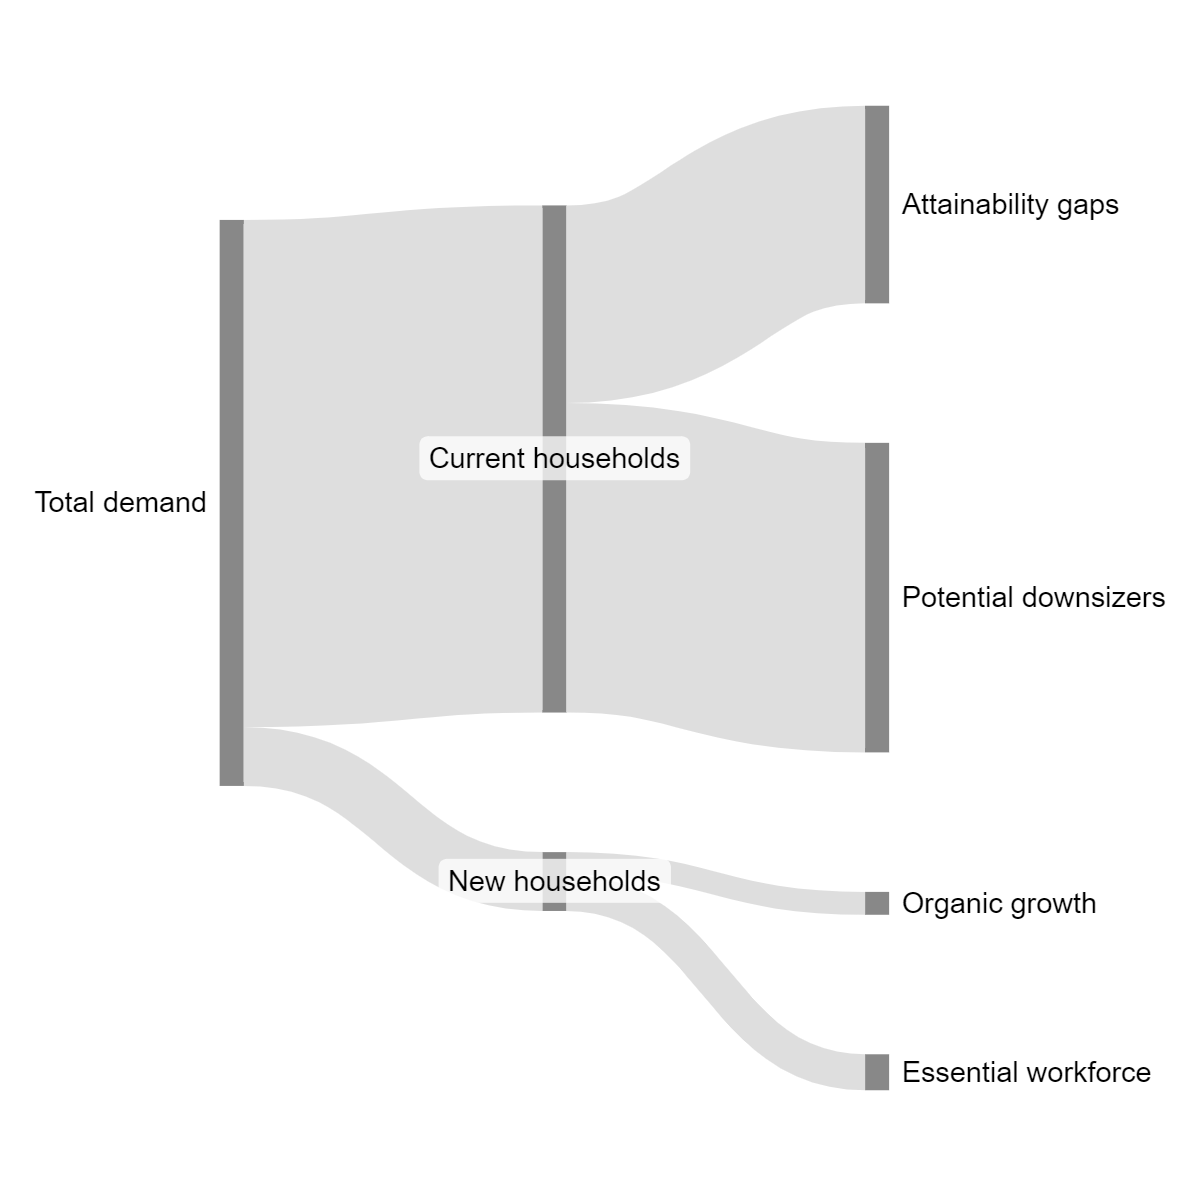 Attainability gaps
Current households
Total demand
Potential downsizers
New households
Organic growth
Essential workforce